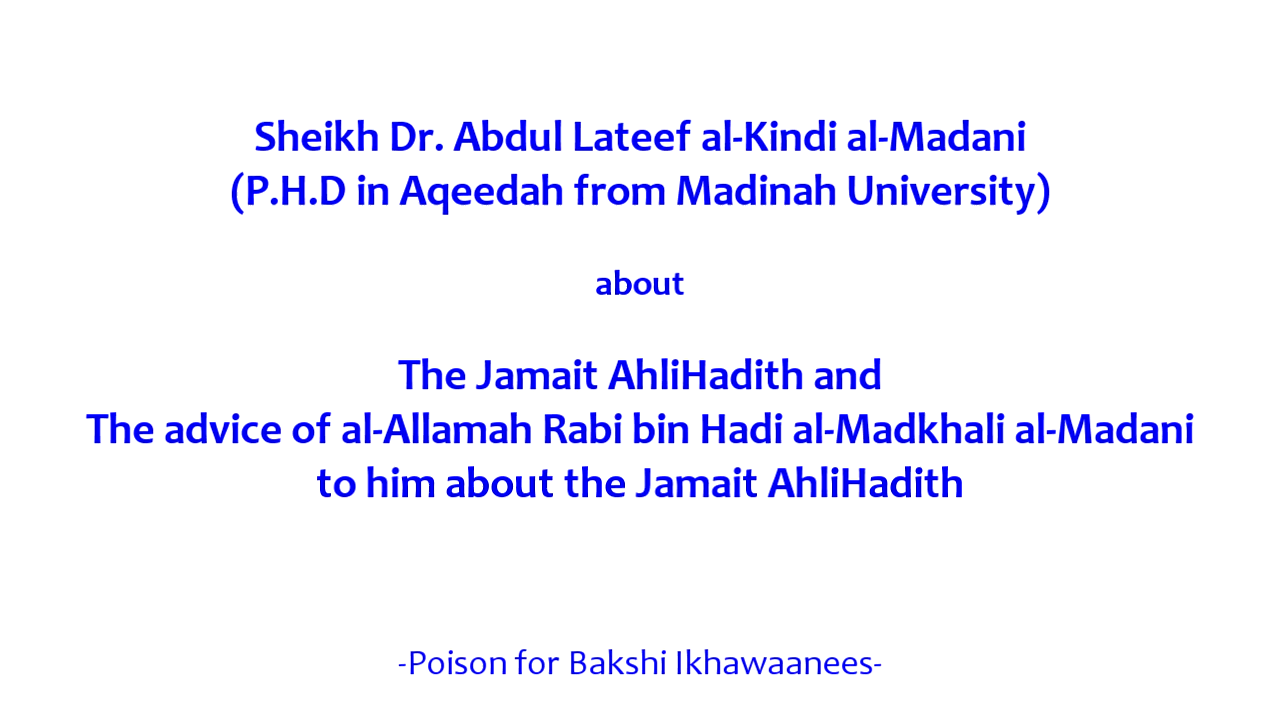 Sheikh Dr. Abdul Lateef al-Kindi al-Madani
(P.H.D in Aqeedah from Madinah University)
about
The Jamait AhliHadith and
The advice of al-Allamah Rabi bin Hadi al-Madkhali al-Madani
to him about the Jamait AhliHadith
-Poison for Bakshi Ikhawaanees-